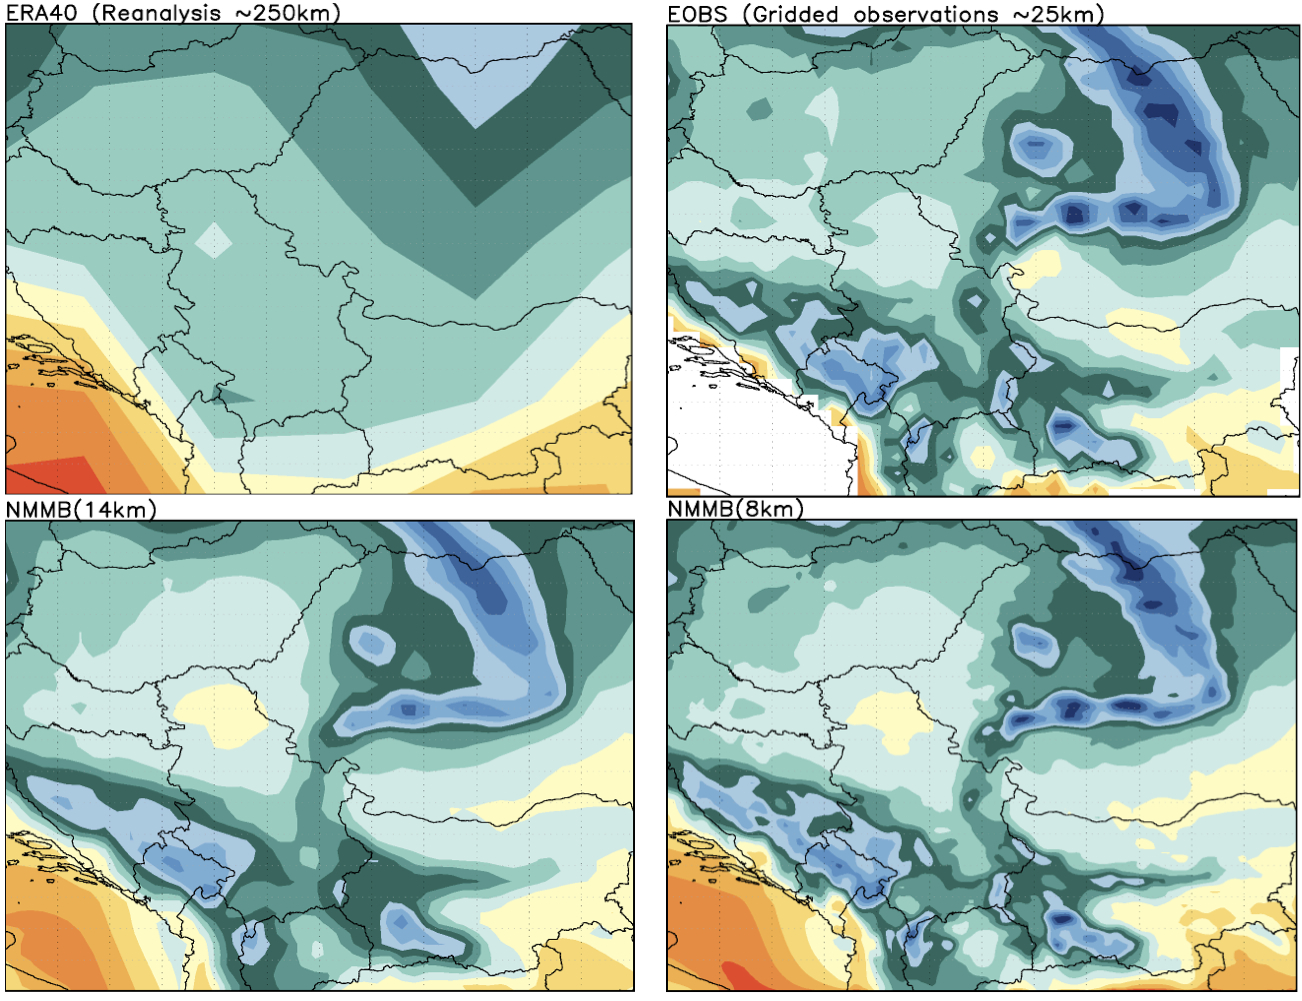 ERA40 (Reanalysis ~250km)
EOBS (Gridded observations ~25km)
NMMB(14km)
NMMB(8km)